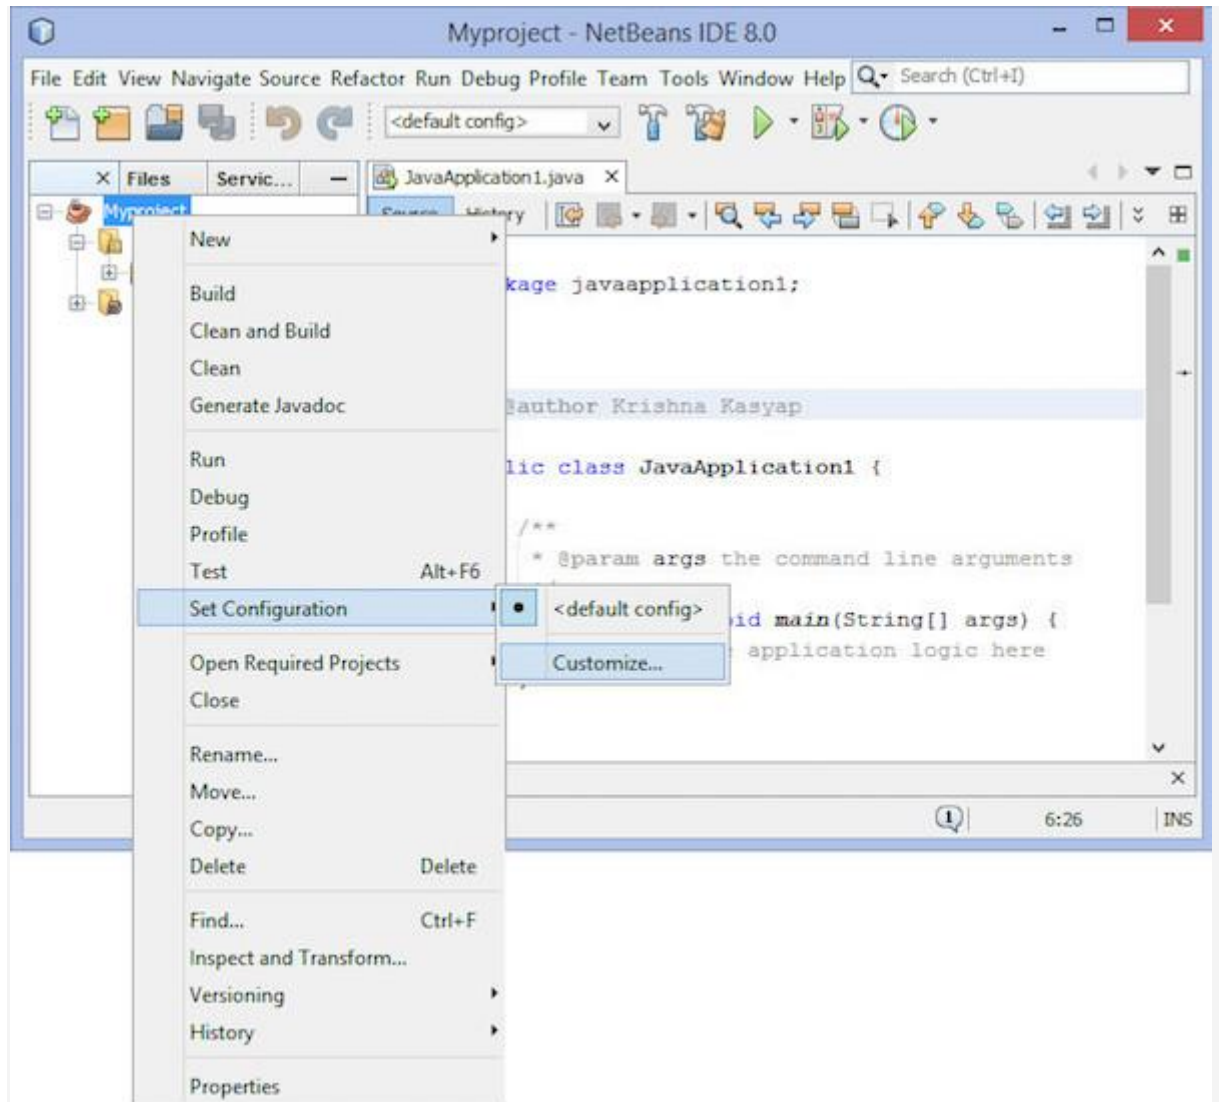 Myproject - NetBeans IDE 8.0
File Edit View Navigate Source Refactor Run Debug Profile Team Tools Window Help Search (Ctrl+I)
<default config>
Files Servic... JavaApplication1.java
Myproject Source History
New
kage javaapplication1;
Build
Clean and Build
Clean
Generate Javadoc
@author Krishna Kasyap
Run
lic class JavaApplication1 {
Debug
/**
Profile
* @param args the command line arguments
Test Alt+F6
Set Configuration
<default config>
id main(String[] args) {
Open Required Projects
Customize...
application logic here
Close
Rename...
Move...
Copy...
6:26 INS
Delete Delete
Find... Ctrl+F
Inspect and Transform...
Versioning
History
Properties